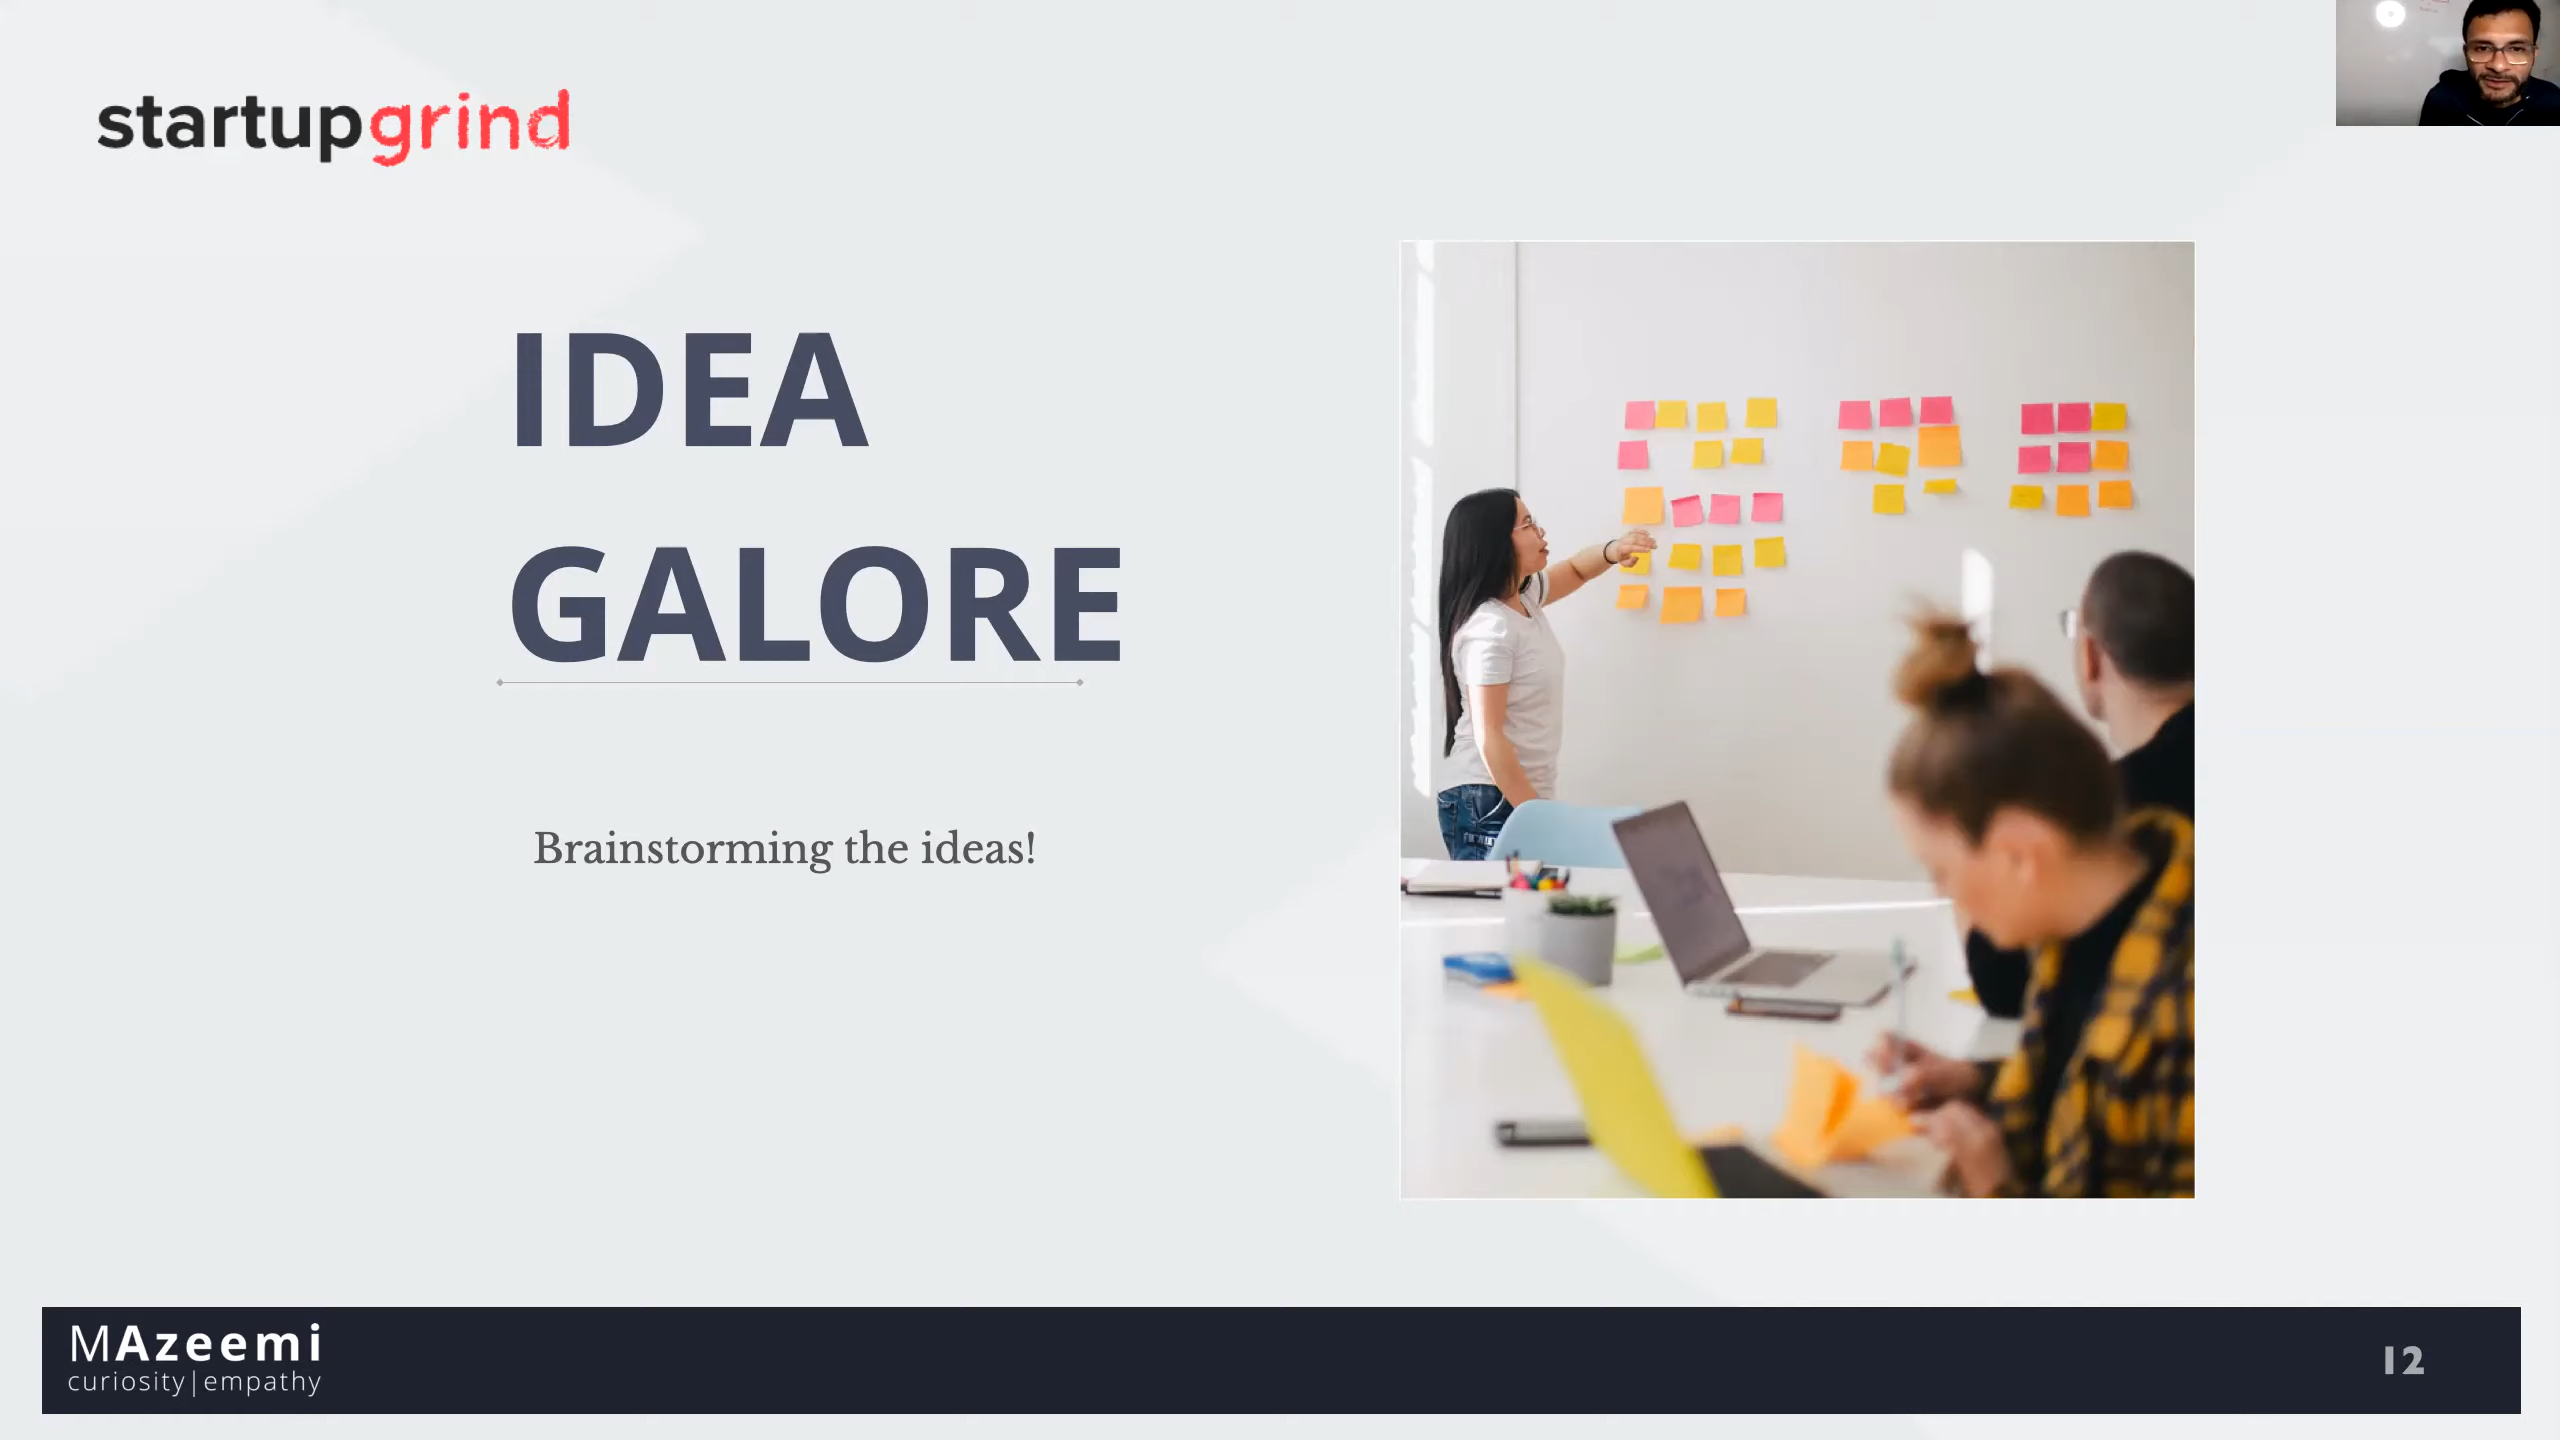 startupgrind
IDEA
GALORE
Brainstorming the ideas!
MAzeemi
curiosity|empathy
12